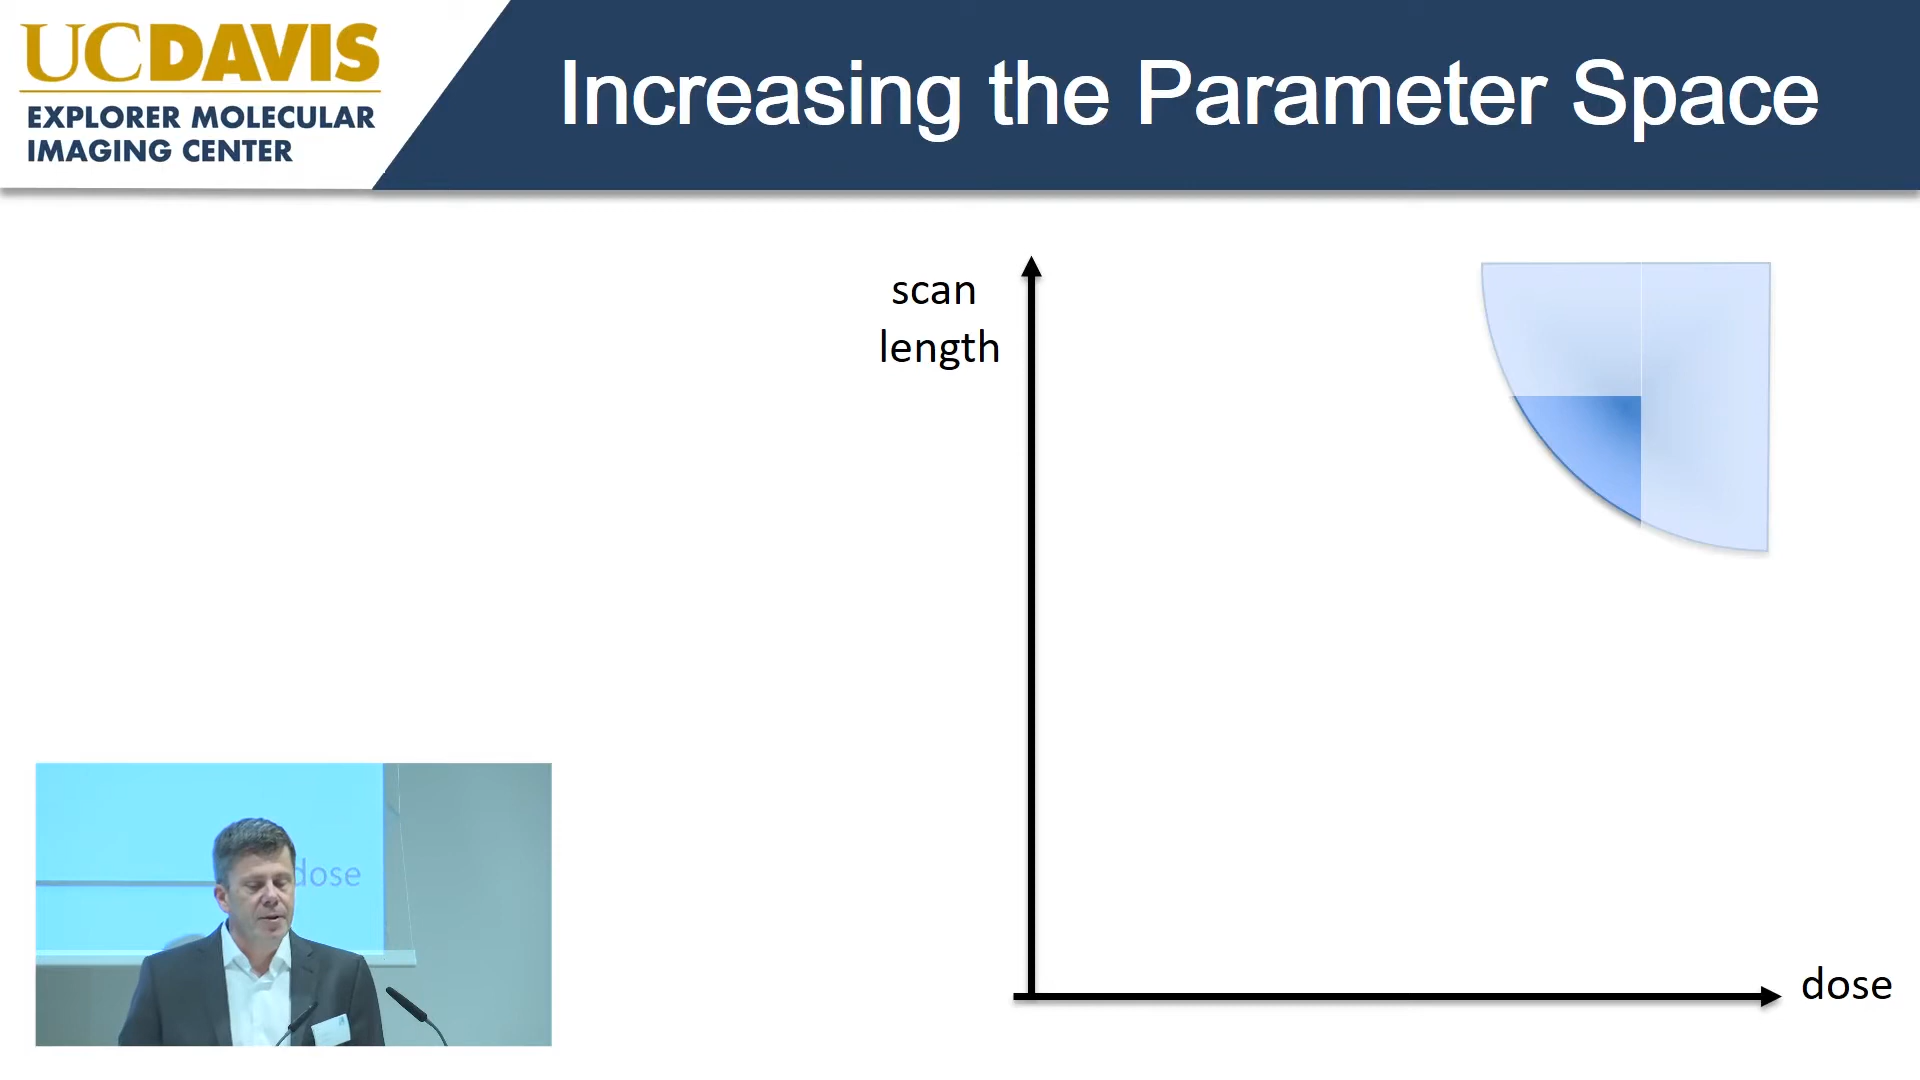 UCDAVIS
EXPLORER MOLECULAR
IMAGING CENTER
Increasing the Parameter Space
scan
length
dose
dose